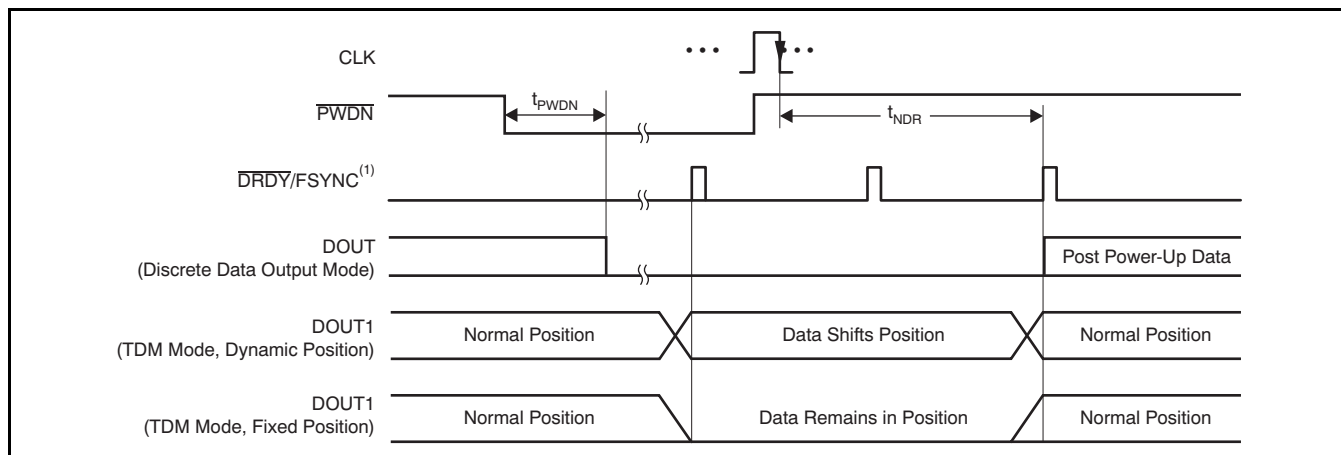 CLK
PWDN
tPWDN
tNDR
DRDY/FSYNC(1)
DOUT
(Discrete Data Output Mode)
Post Power-Up Data
DOUT1
(TDM Mode, Dynamic Position)
Normal Position
Data Shifts Position
Normal Position
DOUT1
(TDM Mode, Fixed Position)
Normal Position
Data Remains in Position
Normal Position